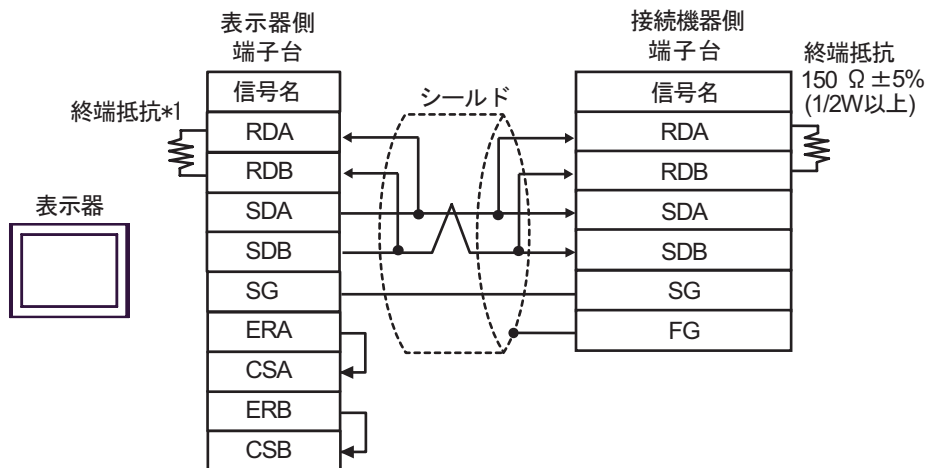 表示器側
端子台
接続機器側
端子台
終端抵抗
150 Ω ±5%
(1/2W以上)
終端抵抗*1
表示器
信号名
RDA
RDB
SDA
SDB
SG
ERA
CSA
ERB
CSB
シールド
信号名
RDA
RDB
SDA
SDB
SG
FG